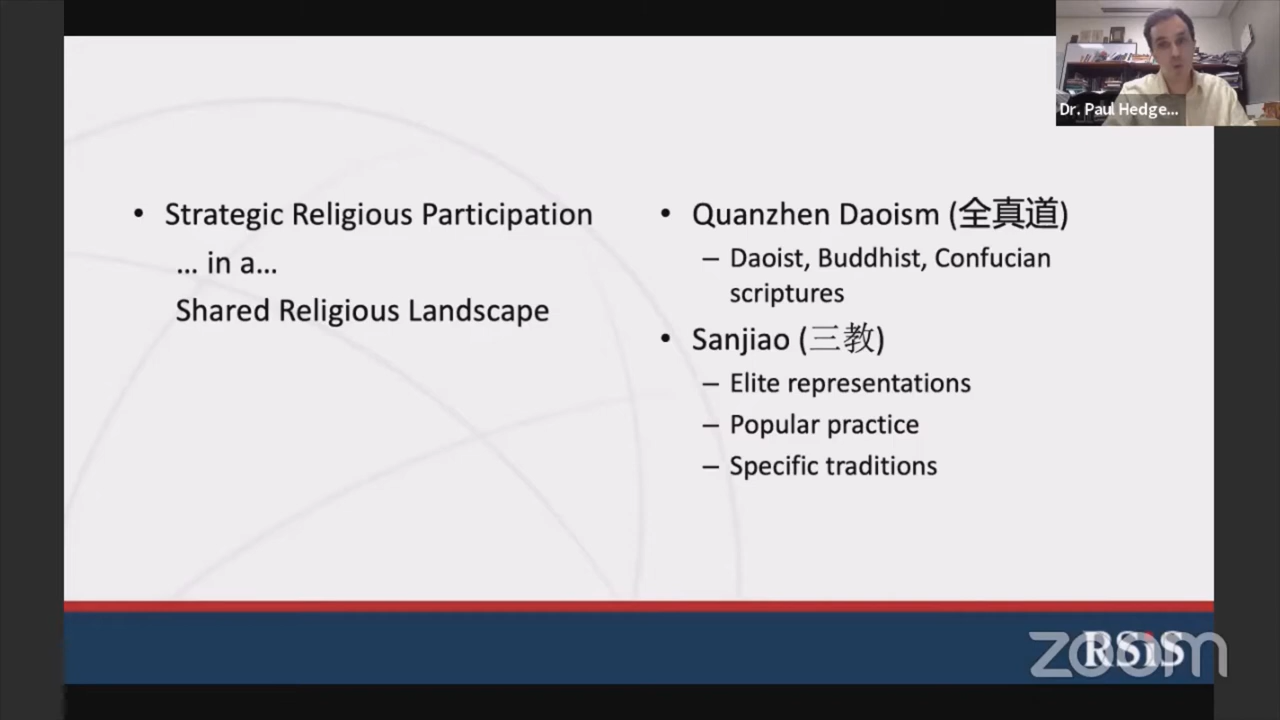 Dr. Paul Hedge...
• Strategic Religious Participation
... in a...
Shared Religious Landscape
• Quanzhen Daoism (全真道)
– Daoist, Buddhist, Confucian
scriptures
• Sanjiao (三教)
– Elite representations
– Popular practice
– Specific traditions
RSiS
zoom